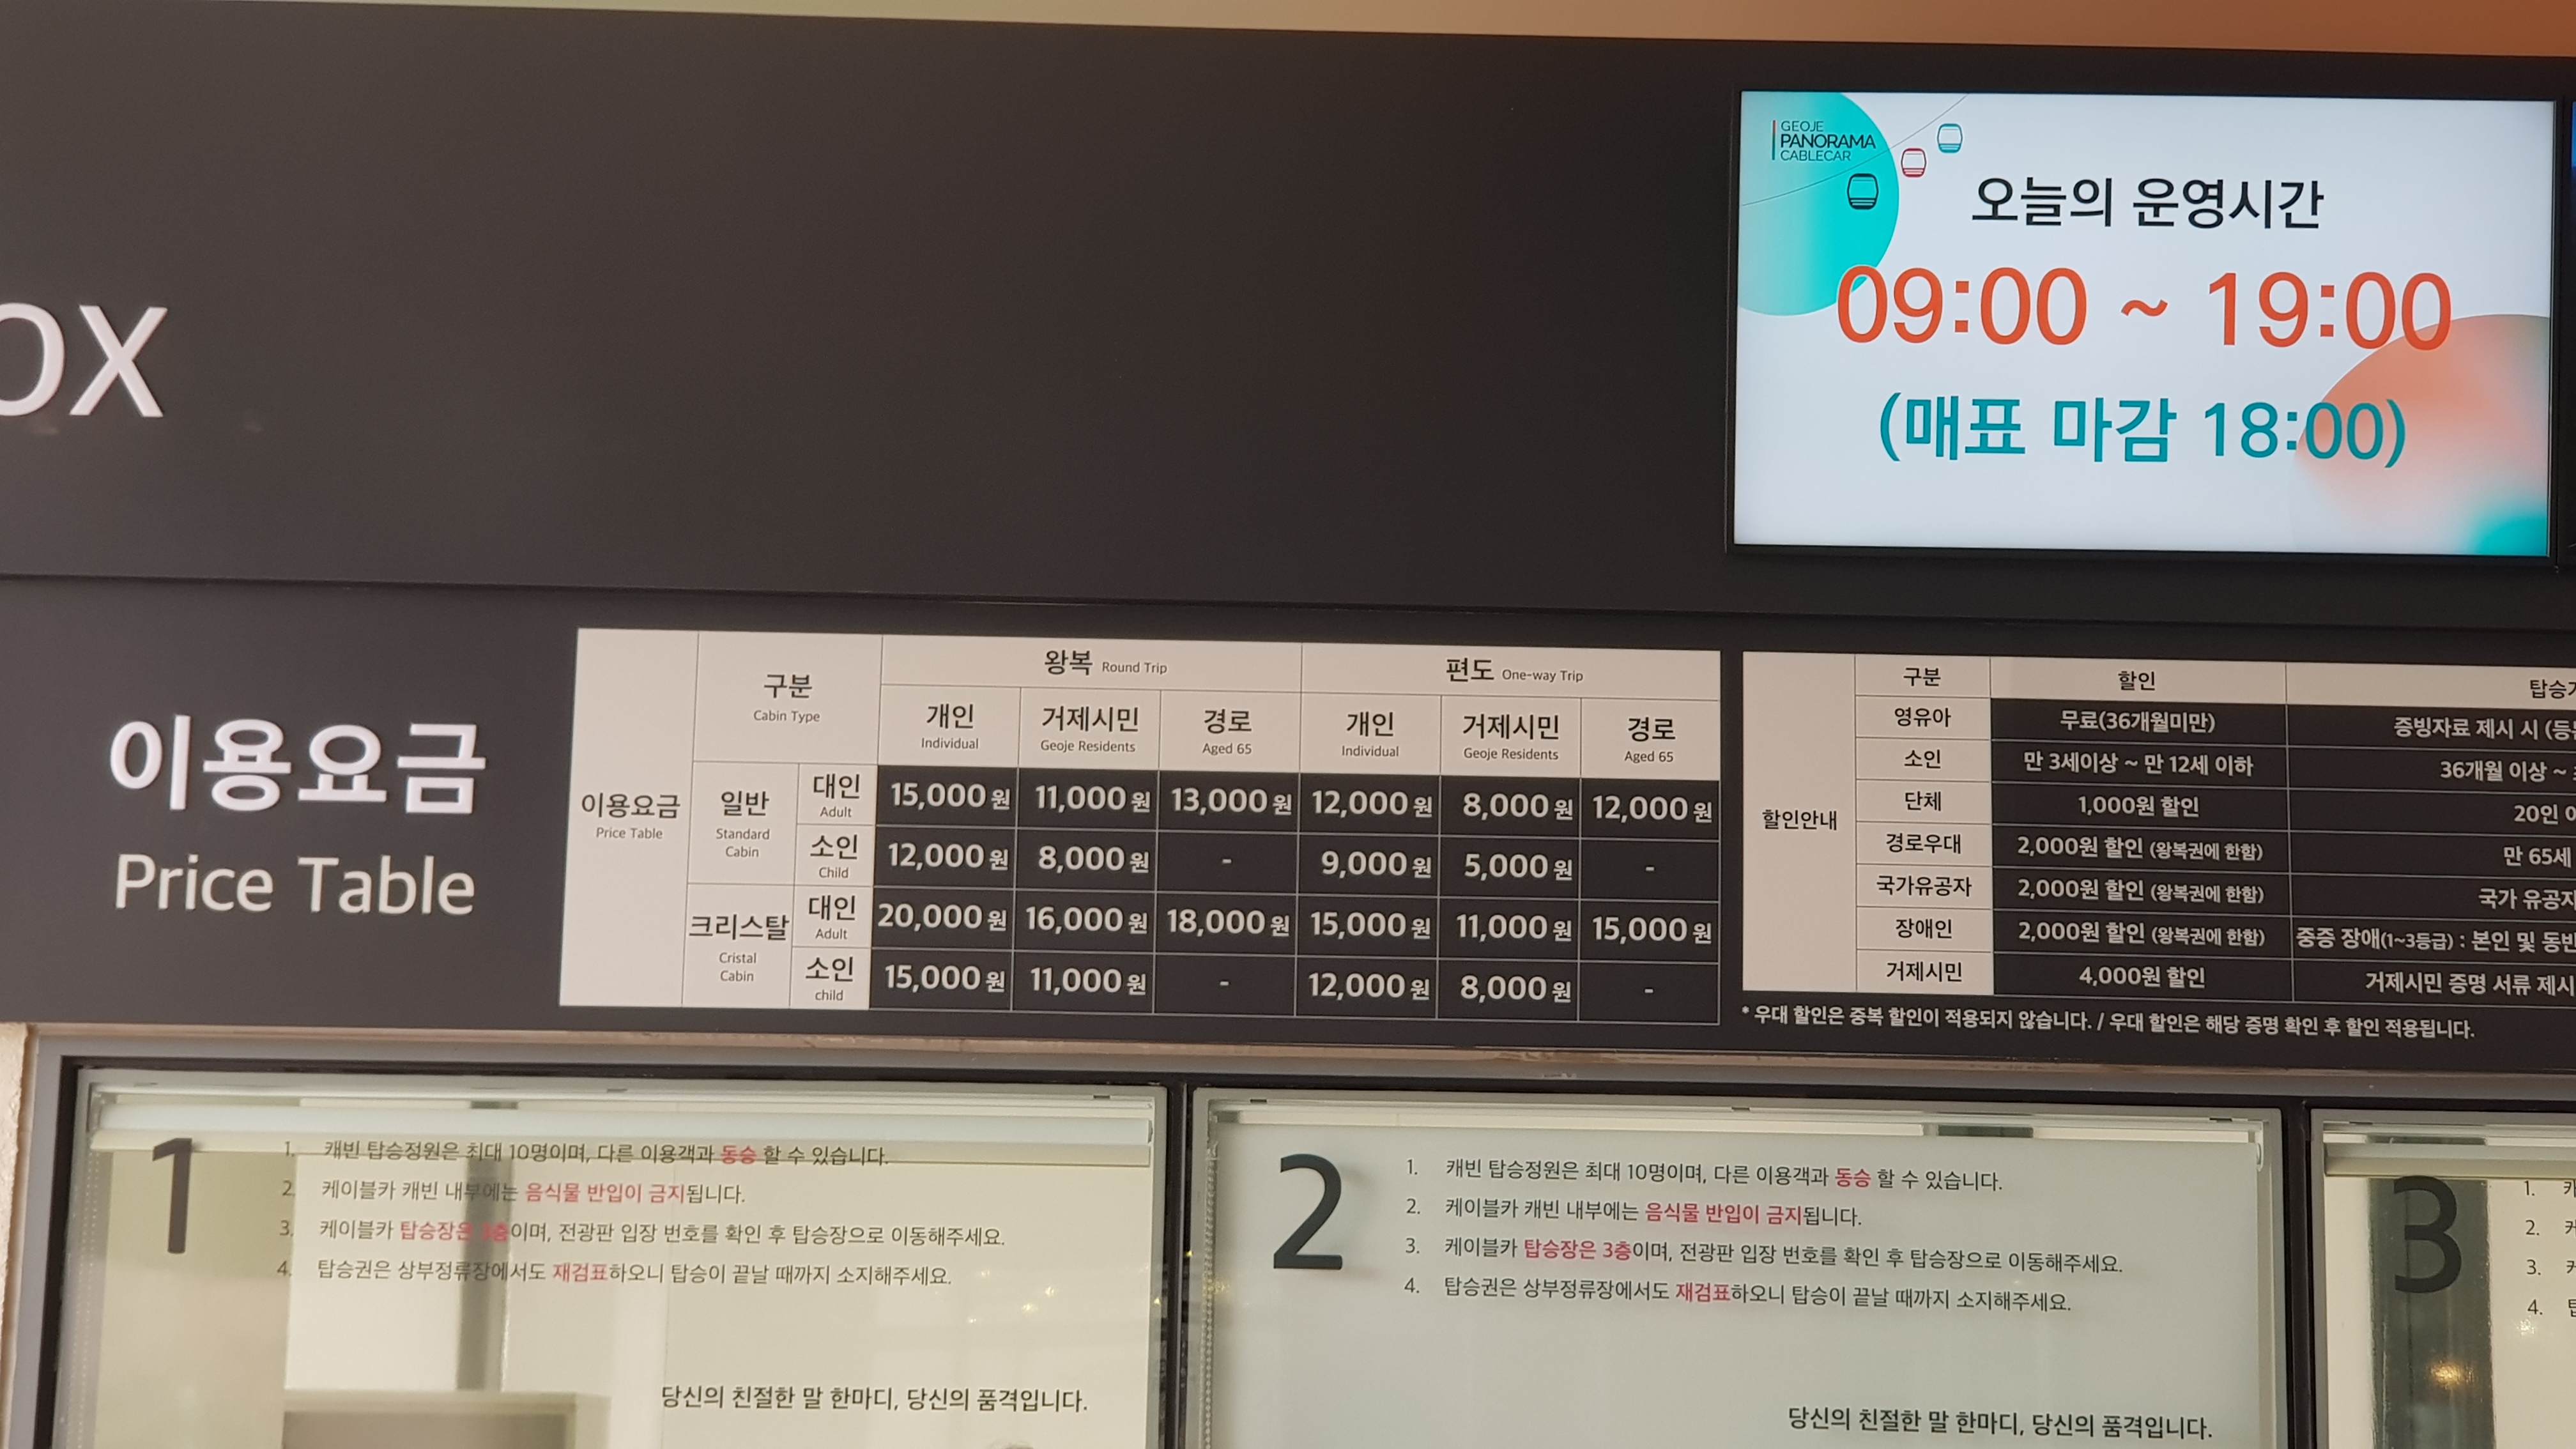 OX
GEOJE
PANORAMA
CABLECAR
오늘의 운영시간
09:00 ~ 19:00
(매표 마감 18:00)
이용요금
Price Table
이용요금
Price Table
구분
Cabin Type
왕복 Round Trip
편도 One-way Trip
개인 거제시민 경로 개인 거제시민 경로
Individual Geoje Residents Aged 65 Individual Geoje Residents Aged 65
일반
Standard
Cabin
대인
Adult
15,000원 11,000원 13,000원 12,000원 8,000원 12,000원
소인
Child
12,000원 8,000원 - 9,000원 5,000원 -
크리스탈
Cristal
Cabin
대인
Adult
20,000원 16,000원 18,000원 15,000원 11,000원 15,000원
소인
child
15,000원 11,000원 - 12,000원 8,000원 -
할인안내
구분 할인
영유아 무료(36개월미만) 증빙자료 제시 시
소인 만 3세이상 ~ 만 12세 이하 36개월 이상 ~
단체 1,000원 할인 20인
경로우대 2,000원 할인 (왕복권에 한함) 만 65세
국가유공자 2,000원 할인 (왕복권에 한함) 국가
장애인 2,000원 할인 (왕복권에 한함) 중증 장애(1~3등급) : 본인 및
거제시민 4,000원 할인 거제시민 증명 서류 제시
* 우대 할인은 중복 할인이 적용되지 않습니다. / 우대 할인은 해당 증명 확인 후 할인 적용됩니다.
1
1. 캐빈 탑승정원은 최대 10명이며, 다른 이용객과 동승 할 수 있습니다.
2. 케이블카 캐빈 내부에는 음식물 반입이 금지됩니다.
3. 케이블카 탑승장은 3층이며, 전광판 입장 번호를 확인 후 탑승장으로 이동해주세요.
4. 탑승권은 상부정류장에서도 재검표하오니 탑승이 끝날 때까지 소지해주세요.
당신의 친절한 말 한마디, 당신의 품격입니다.
2
1. 캐빈 탑승정원은 최대 10명이며, 다른 이용객과 동승 할 수 있습니다.
2. 케이블카 캐빈 내부에는 음식물 반입이 금지됩니다.
3. 케이블카 탑승장은 3층이며, 전광판 입장 번호를 확인 후 탑승장으로 이동해주세요.
4. 탑승권은 상부정류장에서도 재검표하오니 탑승이 끝날 때까지 소지해주세요.
당신의 친절한 말 한마디, 당신의 품격입니다.
3
1.
2.
3.
4.